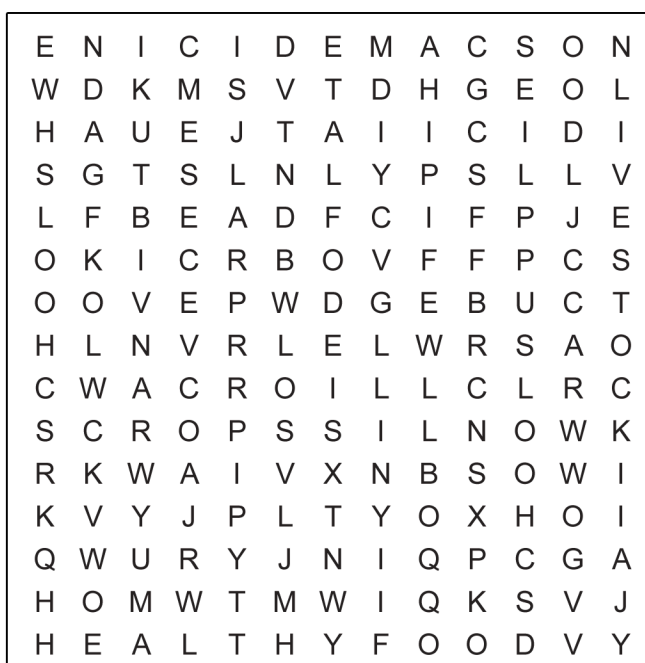 E N I C I D E M A C S O N
W D K M S V T D H G E O L
H A U E J T A I I C I D I
S G T S L N L Y P S L L V
L F B E A D F C I F P J E
O K I C R B O V F F P C S
O O V E P W D G E B U C T
H L N V R L E L W R S A O
C W A C R O I L L C L R C
S C R O P S S I L N O W K
R K W A I V X N B S O W I
K V Y J P L T Y O X H O I
Q W U R Y J N I Q P C G A
H O M W T M W I Q K S V J
H E A L T H Y F O O D V Y